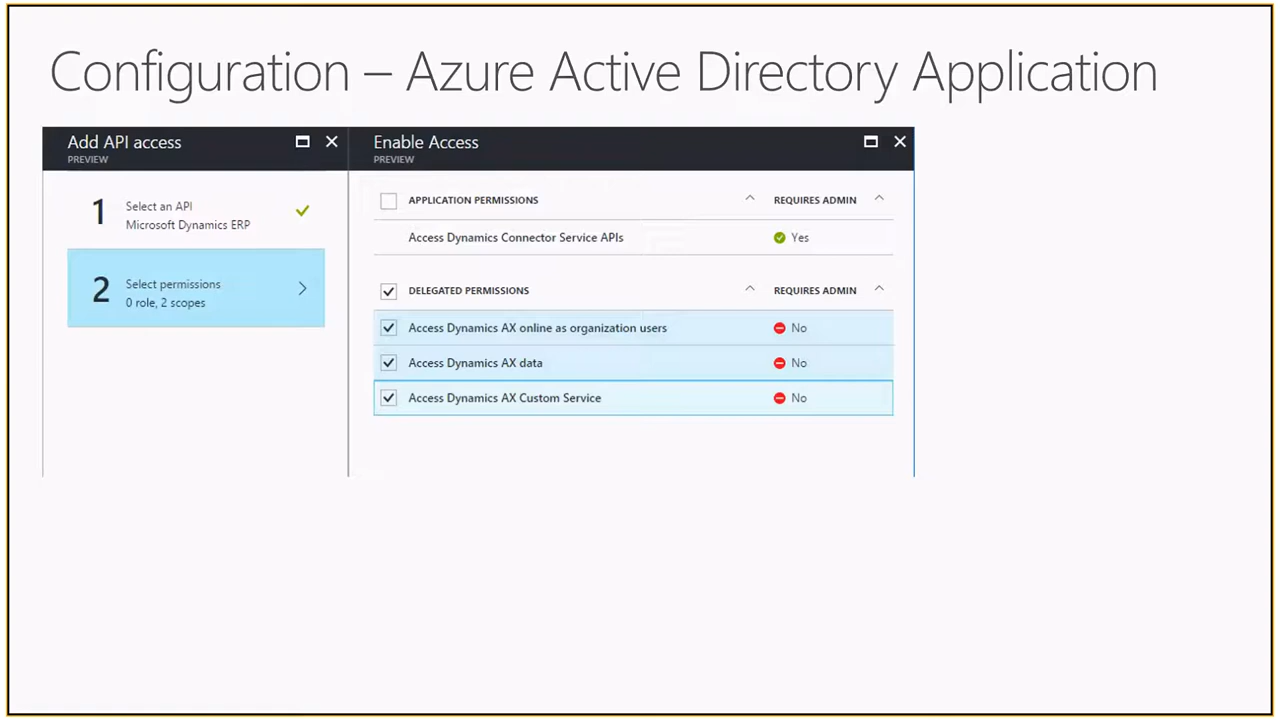 Configuration – Azure Active Directory Application
Add API access
PREVIEW
1
Select an API
Microsoft Dynamics ERP
2
Select permissions
0 role, 2 scopes
Enable Access
PREVIEW
APPLICATION PERMISSIONS REQUIRES ADMIN
Access Dynamics Connector Service APIs Yes
DELEGATED PERMISSIONS REQUIRES ADMIN
Access Dynamics AX online as organization users No
Access Dynamics AX data No
Access Dynamics AX Custom Service No